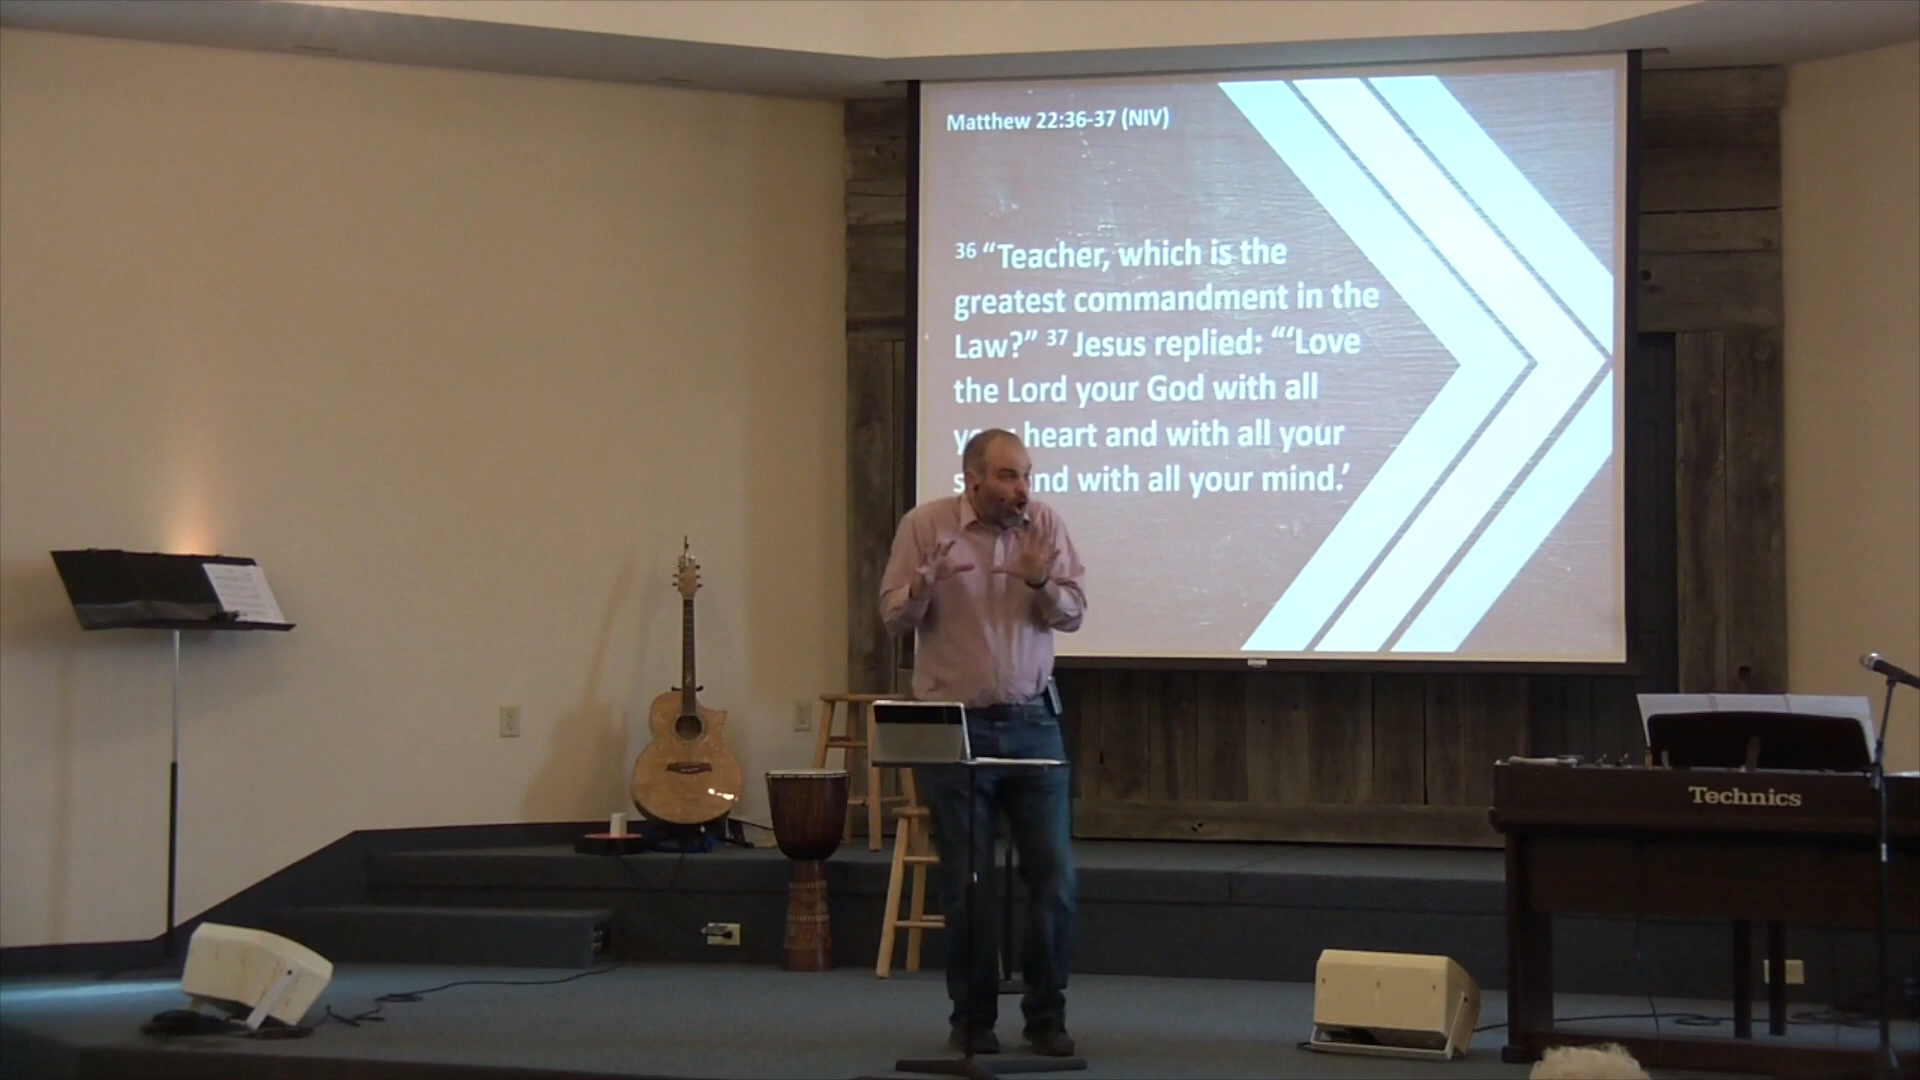 Matthew 22:36-37 (NIV)
36 “Teacher, which is the
greatest commandment in the
Law?” 37 Jesus replied: “‘Love
the Lord your God with all
heart and with all your
with all your mind.’
Technics